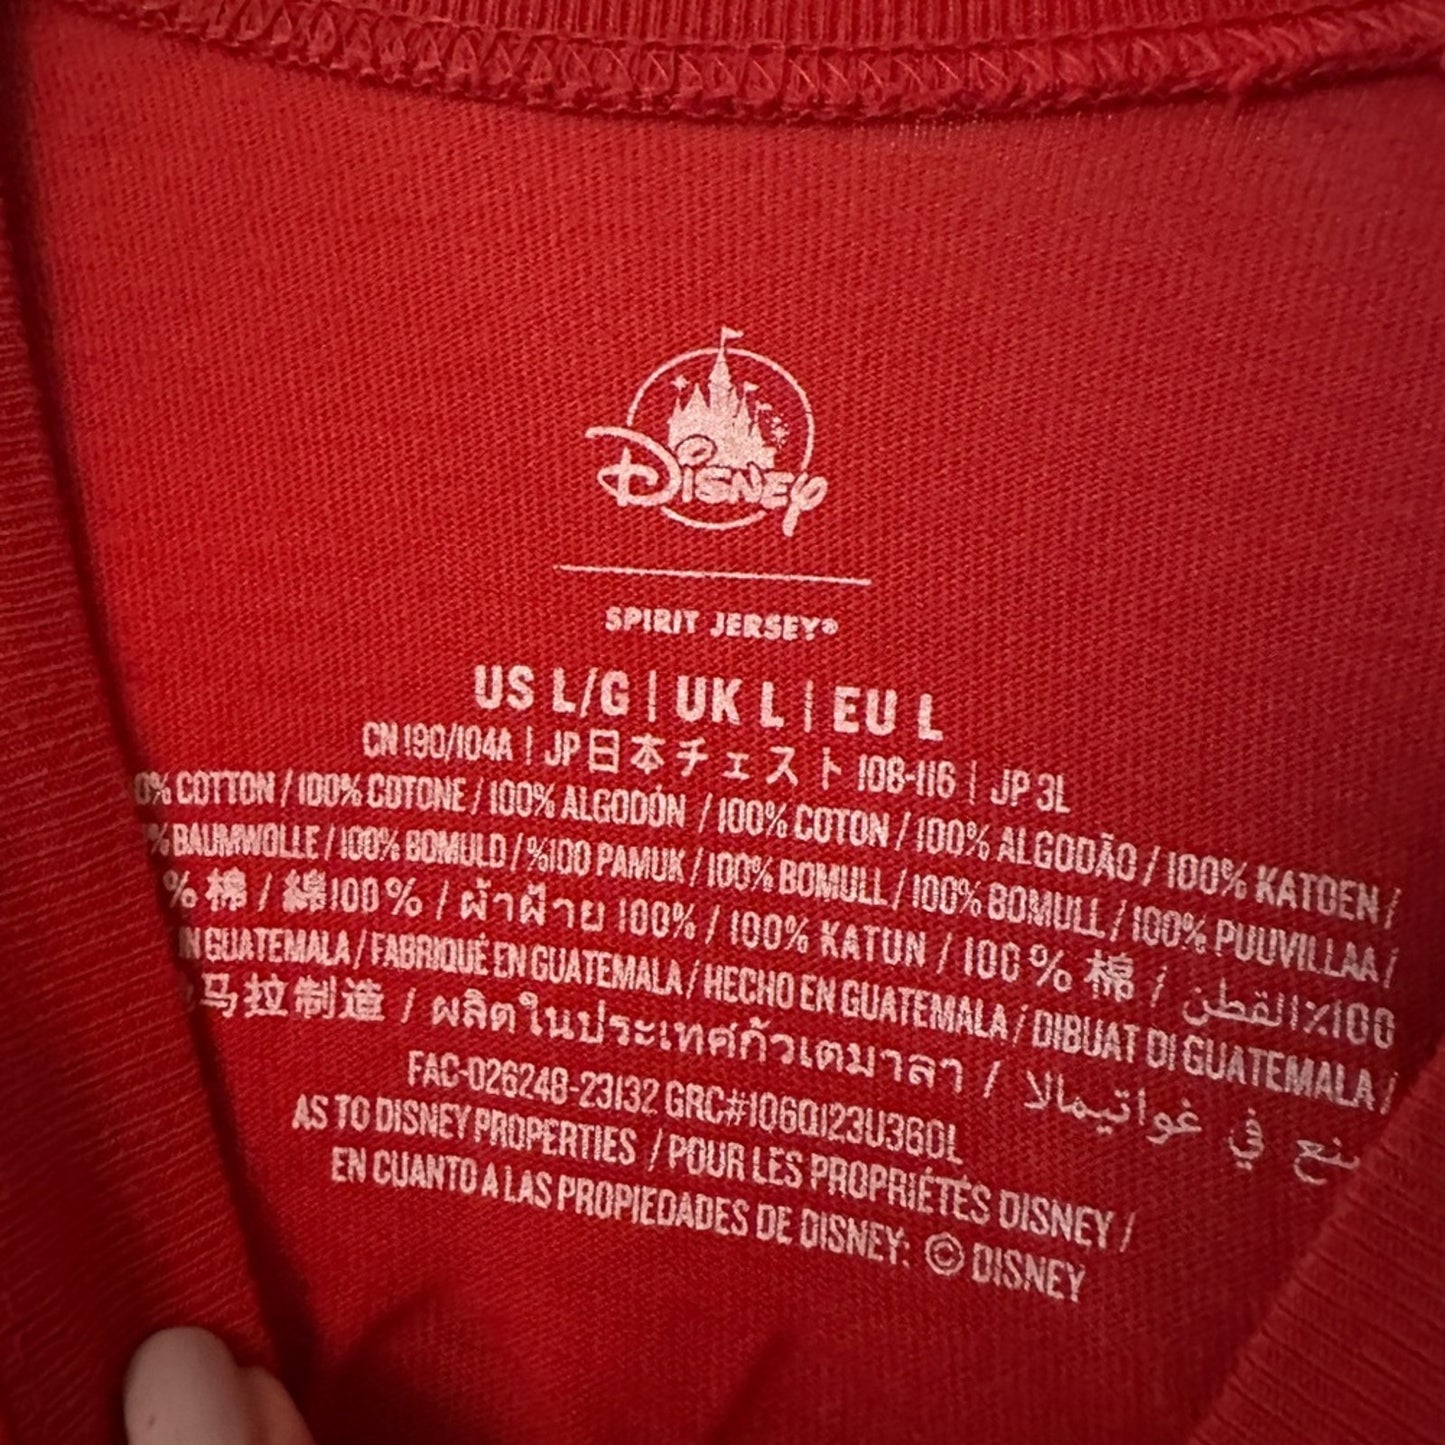 Disney
SPIRIT JERSEY®
US L/G | UK L | EU L
CN 190/104A | JP日本チェスト 108-116 | JP 3L
0% COTTON / 100% COTONE / 100% ALGODÓN / 100% COTON / 100% ALGODÃO / 100% KATOEN /
% BAUMWOLLE / 100% BOMULD / %100 PAMUK / 100% BOMULL / 100% BOMULL / 100% PUUVILLAA /
% 棉 / 綿100% / ผ้าฝ้าย 100% / 100% KATUN / 100% 棉 / القطن٪100
IN GUATEMALA / FABRIQUÉ EN GUATEMALA / HECHO EN GUATEMALA / DIBUAT DI GUATEMALA /
马拉制造 / ผลิตในประเทศกัวเตมาลา / صنع في غواتيمالا
FAC-026248-23132 GRC#1060123U360L
AS TO DISNEY PROPERTIES / POUR LES PROPRIÉTÉS DISNEY /
EN CUANTO A LAS PROPIEDADES DE DISNEY: © DISNEY